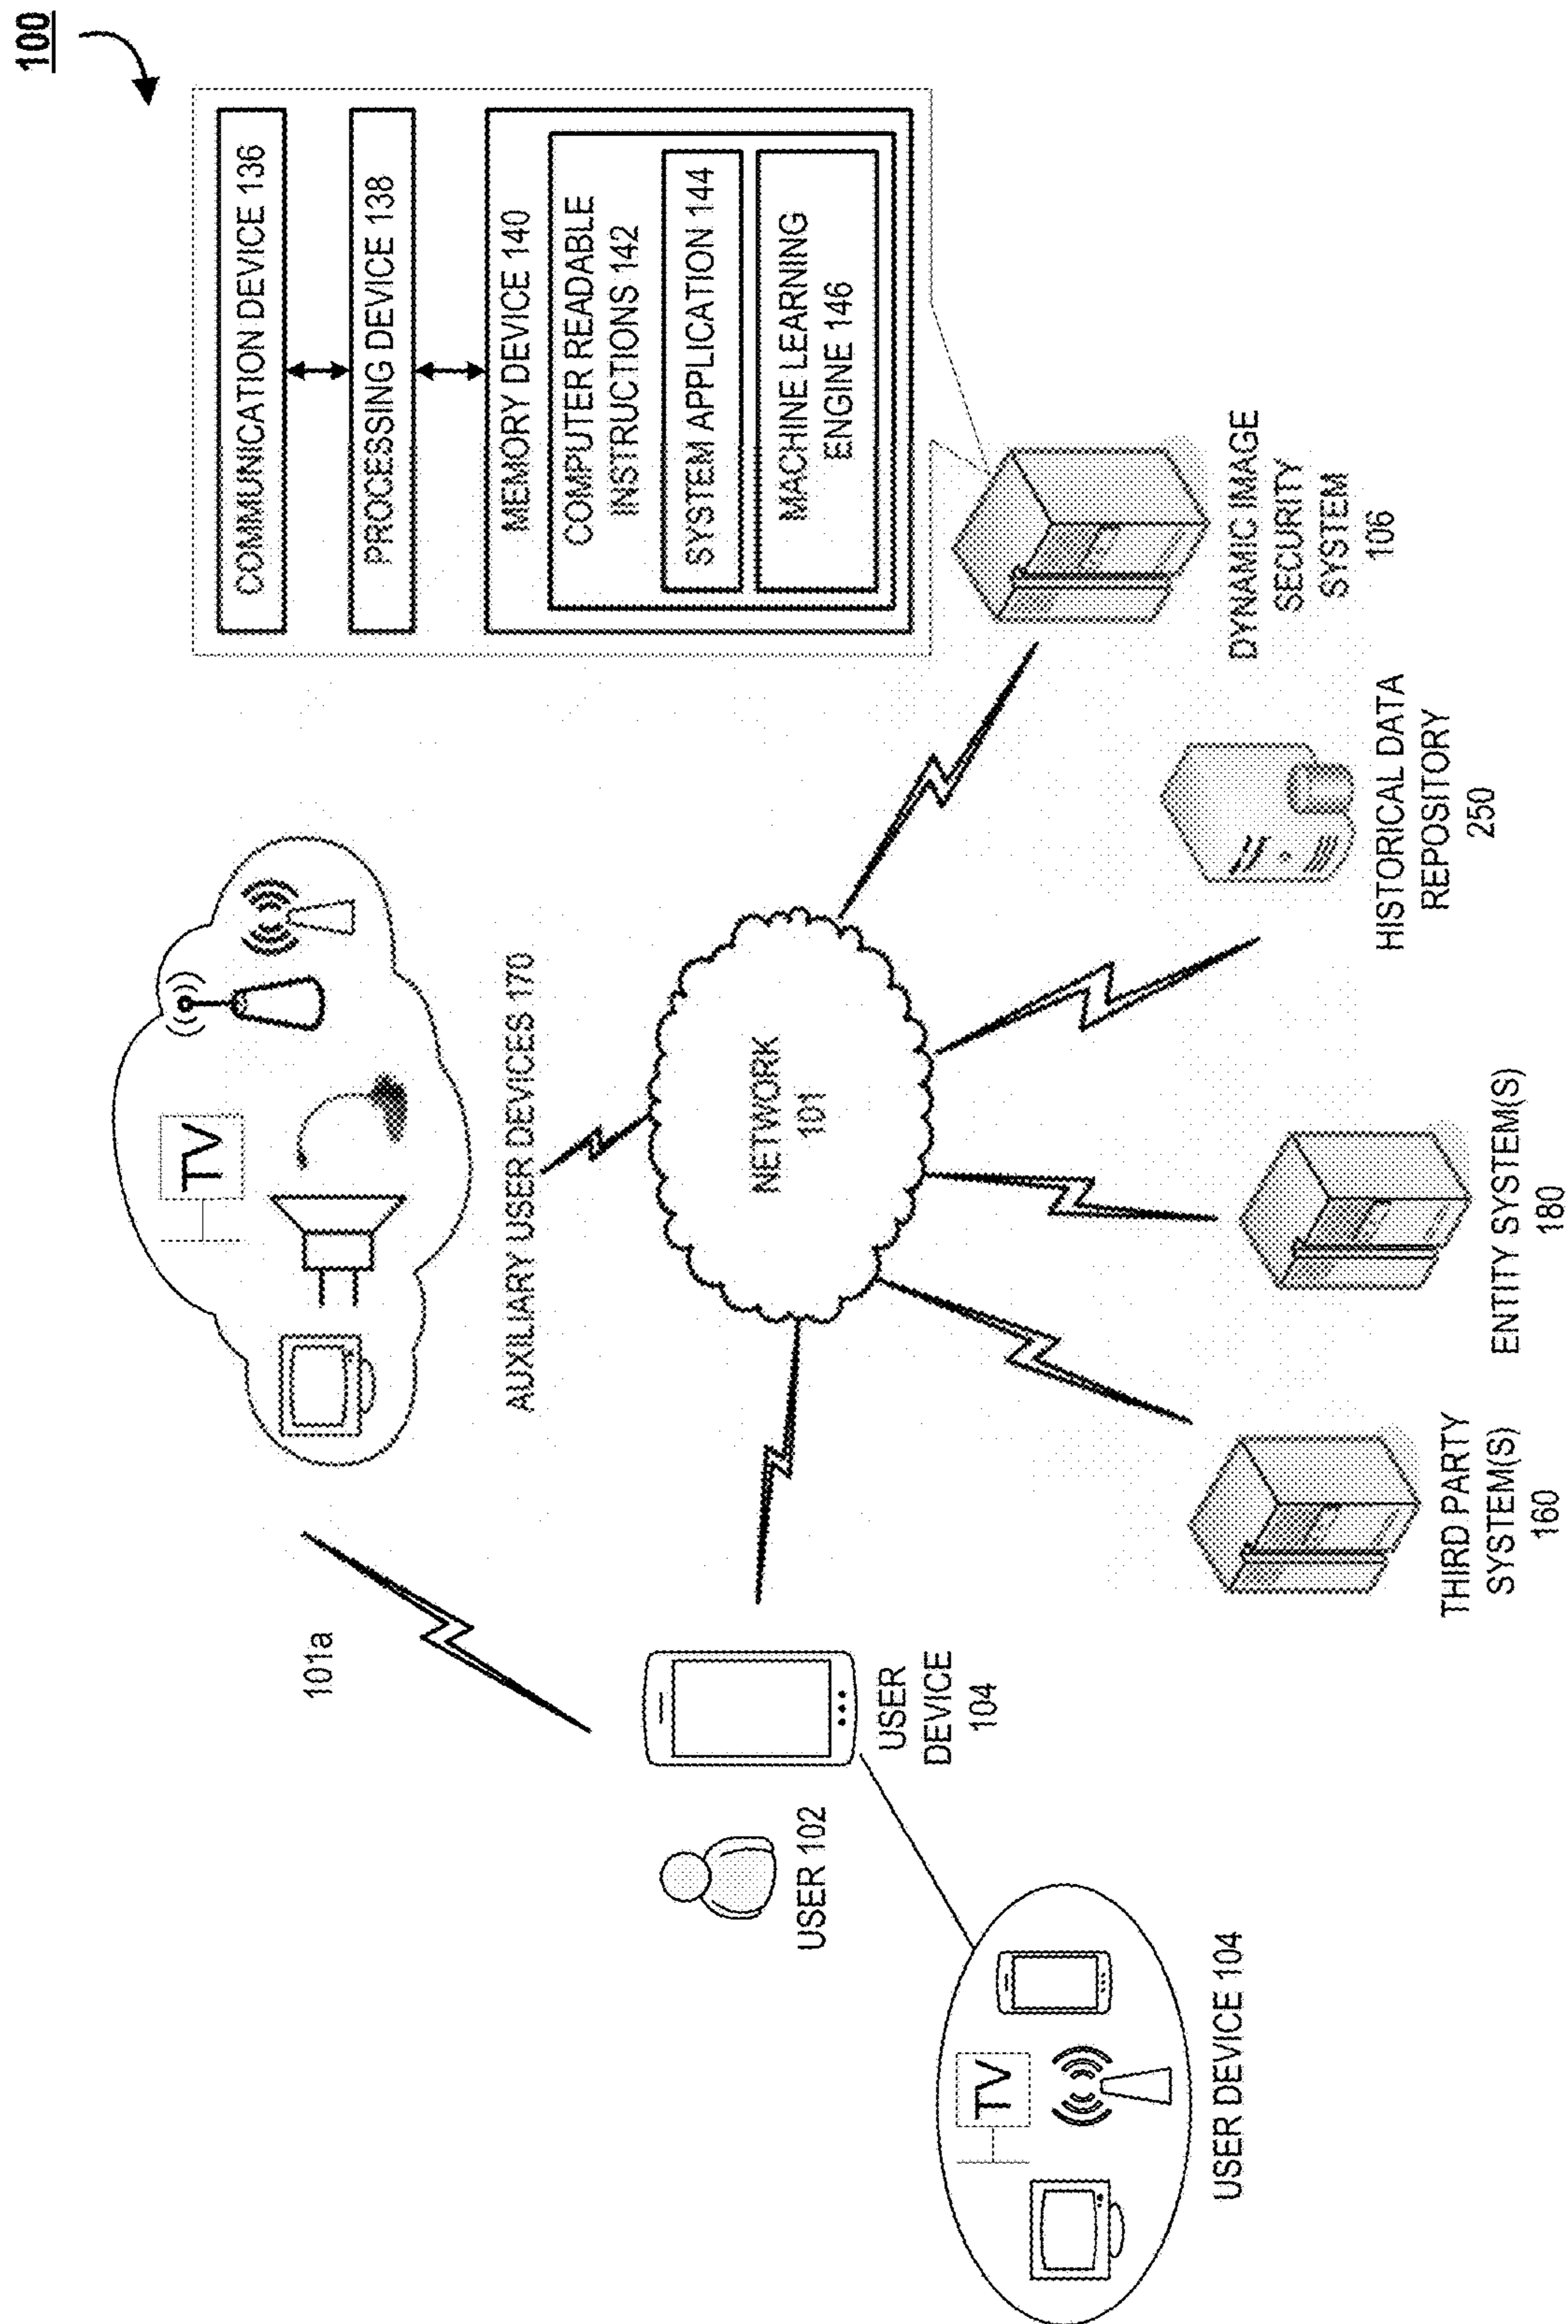 100
COMMUNICATION DEVICE 136
PROCESSING DEVICE 138
MEMORY DEVICE 140
COMPUTER READABLE
INSTRUCTIONS 142
SYSTEM APPLICATION 144
MACHINE LEARNING
ENGINE 146
DYNAMIC IMAGE
SECURITY
SYSTEM
106
TV
AUXILIARY USER DEVICES 170
101a
NETWORK
101
HISTORICAL DATA
REPOSITORY
250
ENTITY SYSTEM(S)
180
THIRD PARTY
SYSTEM(S)
160
USER
DEVICE
104
USER 102
TV
USER DEVICE 104